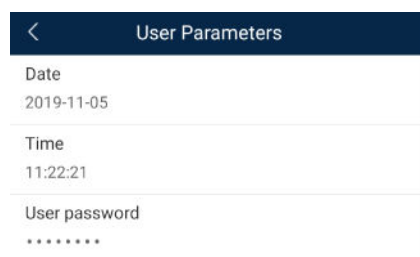 User Parameters
Date
2019-11-05
Time
11:22:21
User password
••••••••